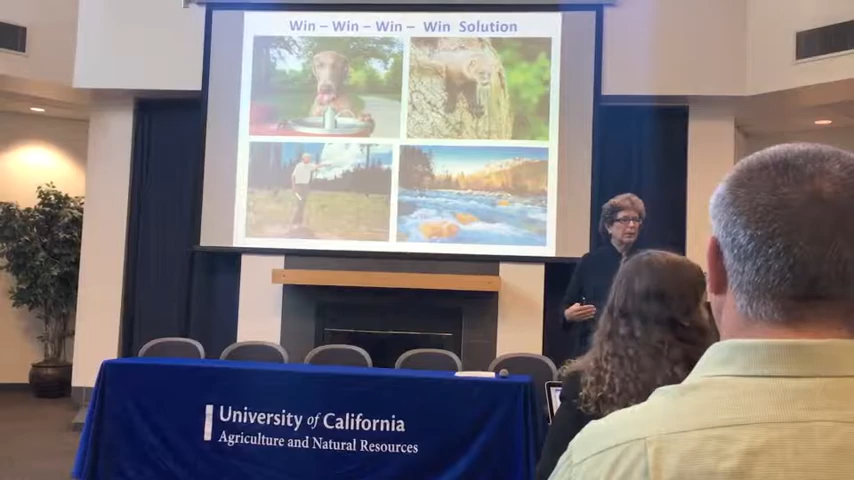 Win – Win – Win – Win Solution
University of California
Agriculture and Natural Resources